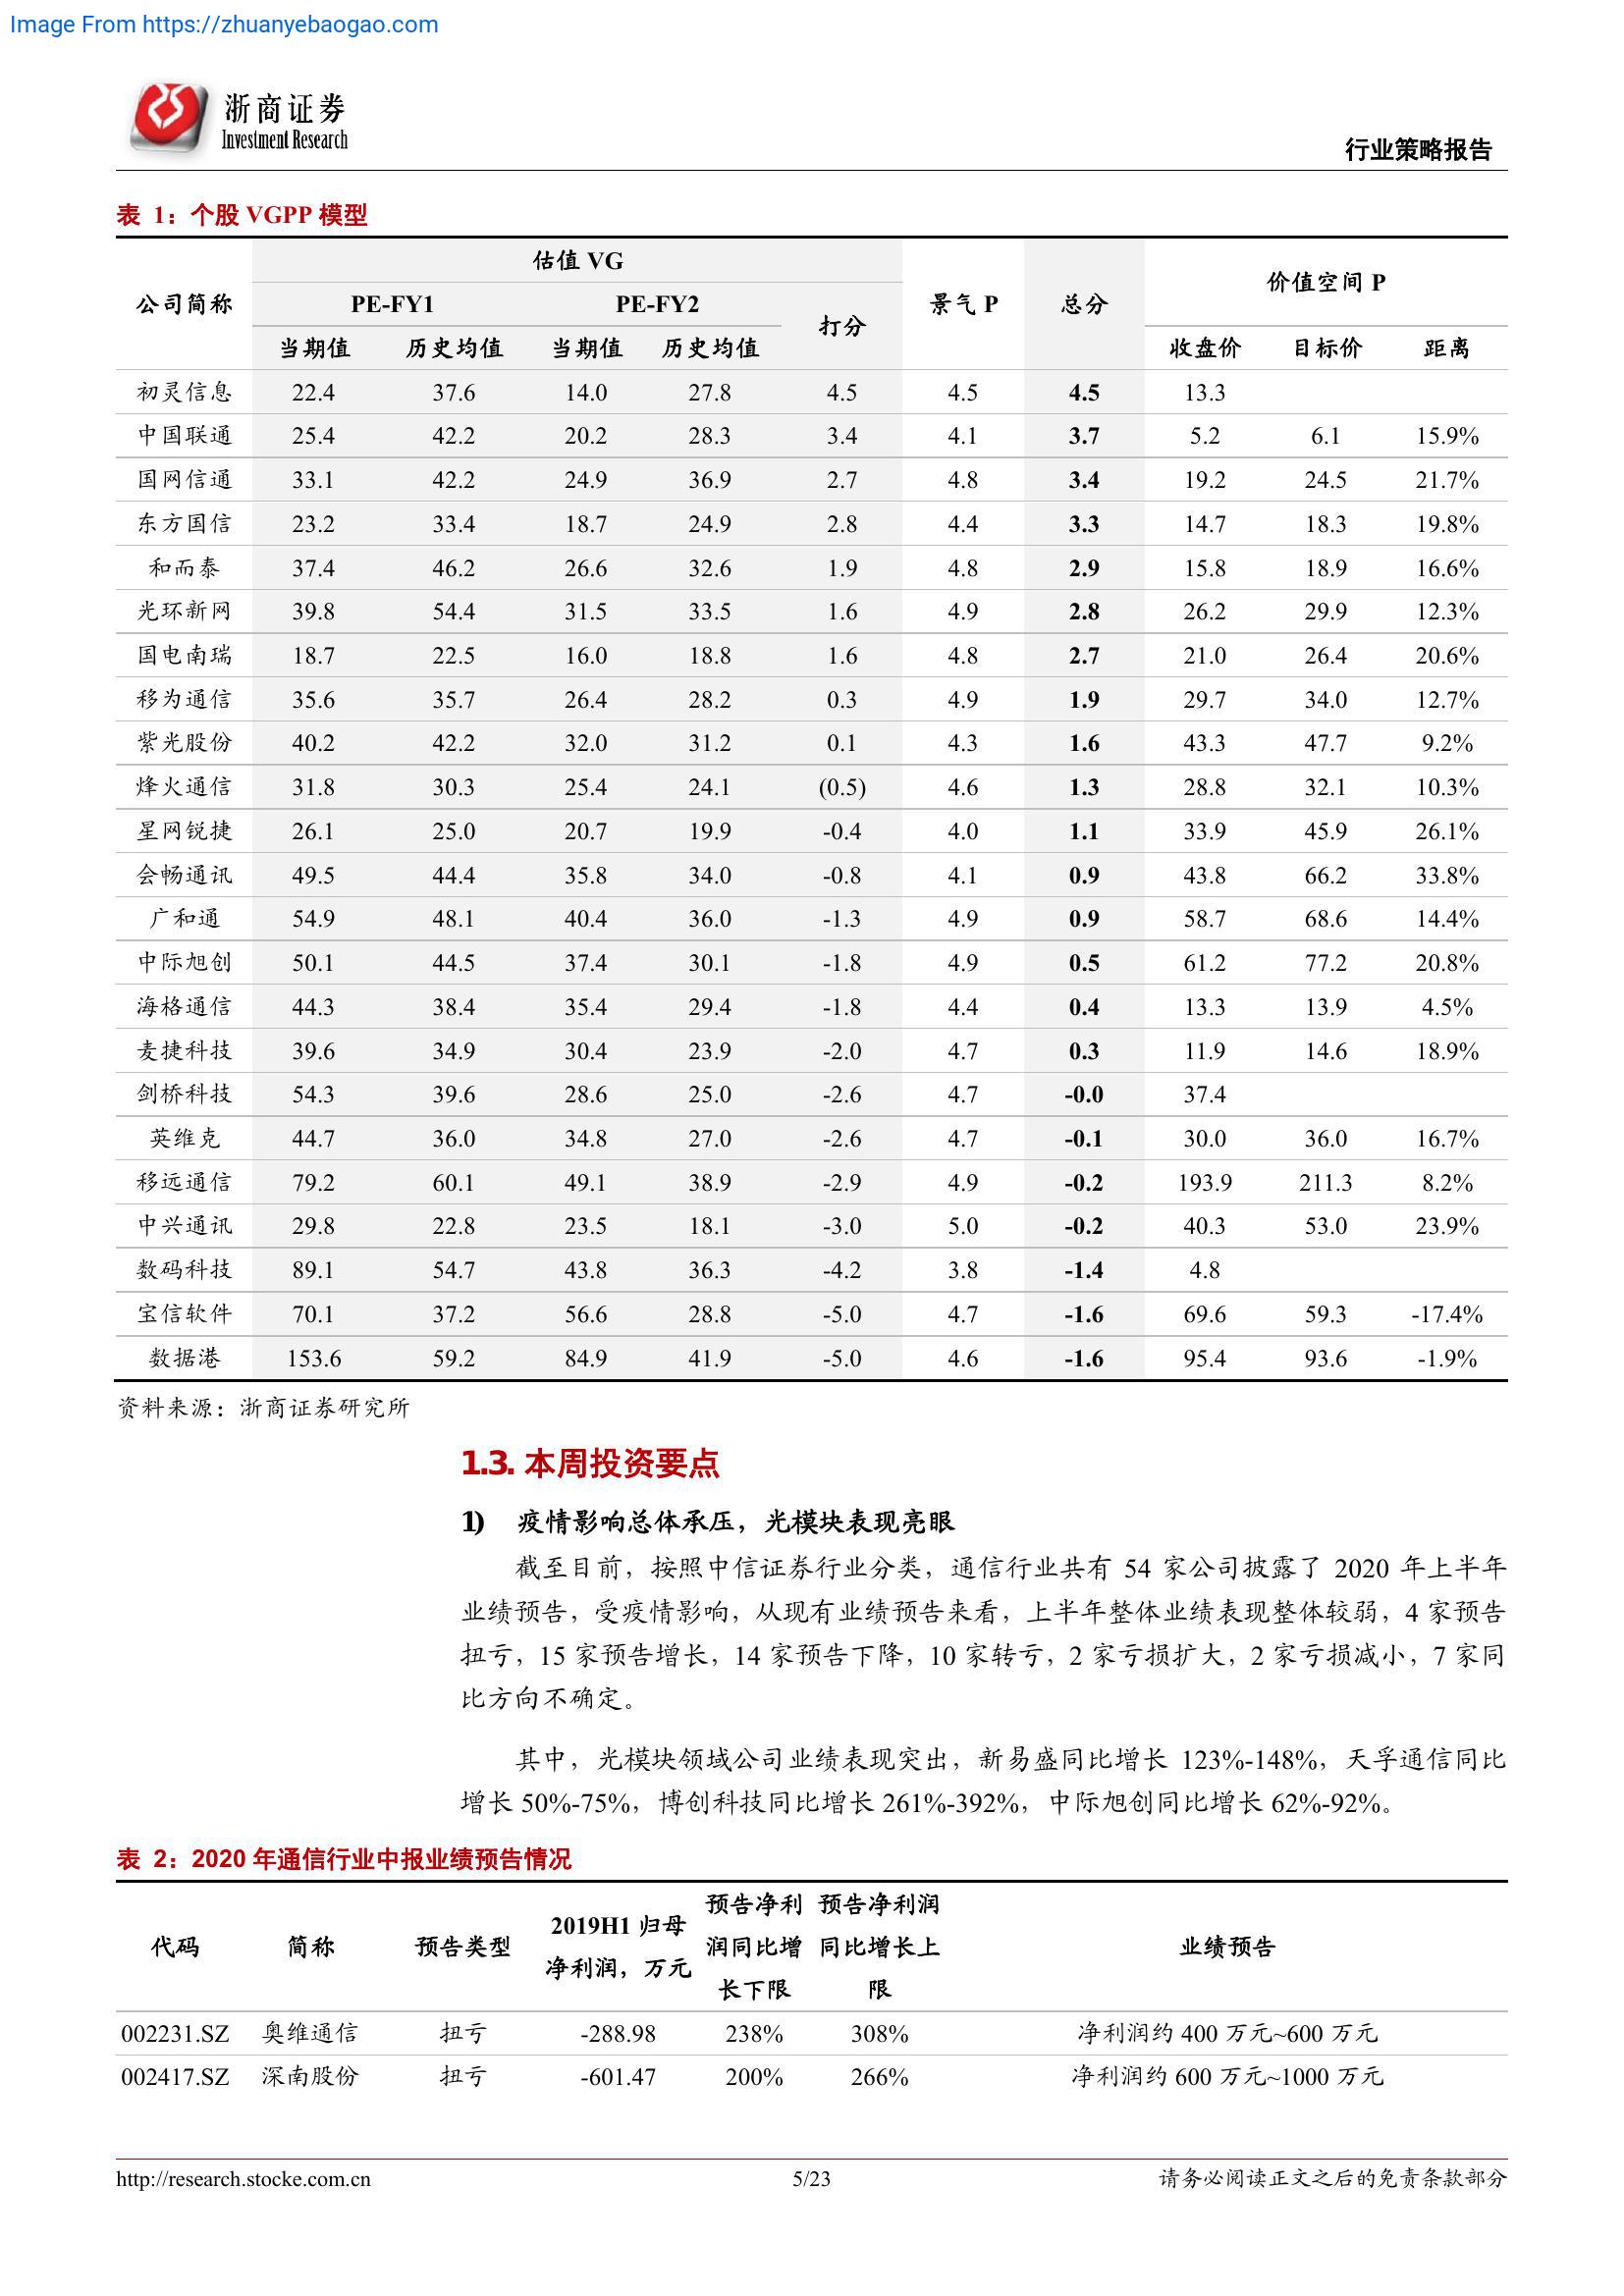 Image From https://zhuanyebaogao.com
浙商证券
Investment Research
行业策略报告
表 1：个股 VGPP 模型
公司简称 估值 VG 景气 P 总分 价值空间 P
PE-FY1 PE-FY2 打分
当期值 历史均值 当期值 历史均值 收盘价 目标价 距离
初灵信息 22.4 37.6 14.0 27.8 4.5 4.5 4.5 13.3
中国联通 25.4 42.2 20.2 28.3 3.4 4.1 3.7 5.2 6.1 15.9%
国网信通 33.1 42.2 24.9 36.9 2.7 4.8 3.4 19.2 24.5 21.7%
东方国信 23.2 33.4 18.7 24.9 2.8 4.4 3.3 14.7 18.3 19.8%
和而泰 37.4 46.2 26.6 32.6 1.9 4.8 2.9 15.8 18.9 16.6%
光环新网 39.8 54.4 31.5 33.5 1.6 4.9 2.8 26.2 29.9 12.3%
国电南瑞 18.7 22.5 16.0 18.8 1.6 4.8 2.7 21.0 26.4 20.6%
移为通信 35.6 35.7 26.4 28.2 0.3 4.9 1.9 29.7 34.0 12.7%
紫光股份 40.2 42.2 32.0 31.2 0.1 4.3 1.6 43.3 47.7 9.2%
烽火通信 31.8 30.3 25.4 24.1 (0.5) 4.6 1.3 28.8 32.1 10.3%
星网锐捷 26.1 25.0 20.7 19.9 -0.4 4.0 1.1 33.9 45.9 26.1%
会畅通讯 49.5 44.4 35.8 34.0 -0.8 4.1 0.9 43.8 66.2 33.8%
广和通 54.9 48.1 40.4 36.0 -1.3 4.9 0.9 58.7 68.6 14.4%
中际旭创 50.1 44.5 37.4 30.1 -1.8 4.9 0.5 61.2 77.2 20.8%
海格通信 44.3 38.4 35.4 29.4 -1.8 4.4 0.4 13.3 13.9 4.5%
麦捷科技 39.6 34.9 30.4 23.9 -2.0 4.7 0.3 11.9 14.6 18.9%
剑桥科技 54.3 39.6 28.6 25.0 -2.6 4.7 -0.0 37.4
英维克 44.7 36.0 34.8 27.0 -2.6 4.7 -0.1 30.0 36.0 16.7%
移远通信 79.2 60.1 49.1 38.9 -2.9 4.9 -0.2 193.9 211.3 8.2%
中兴通讯 29.8 22.8 23.5 18.1 -3.0 5.0 -0.2 40.3 53.0 23.9%
数码科技 89.1 54.7 43.8 36.3 -4.2 3.8 -1.4 4.8
宝信软件 70.1 37.2 56.6 28.8 -5.0 4.7 -1.6 69.6 59.3 -17.4%
数据港 153.6 59.2 84.9 41.9 -5.0 4.6 -1.6 95.4 93.6 -1.9%
资料来源：浙商证券研究所
1.3. 本周投资要点
1) 疫情影响总体承压，光模块表现亮眼
截至目前，按照中信证券行业分类，通信行业共有 54 家公司披露了 2020 年上半年
业绩预告，受疫情影响，从现有业绩预告来看，上半年整体业绩表现整体较弱，4 家预告
扭亏，15 家预告增长，14 家预告下降，10 家转亏，2 家亏损扩大，2 家亏损减小，7 家同
比方向不确定。
其中，光模块领域公司业绩表现突出，新易盛同比增长 123%-148%，天孚通信同比
增长 50%-75%，博创科技同比增长 261%-392%，中际旭创同比增长 62%-92%。
表 2：2020 年通信行业中报业绩预告情况
代码 简称 预告类型 2019H1 归母净利润，万元 预告净利润同比增长下限 预告净利润同比增长上限 业绩预告
002231.SZ 奥维通信 扭亏 -288.98 238% 308% 净利润约 400 万元~600 万元
002417.SZ 深南股份 扭亏 -601.47 200% 266% 净利润约 600 万元~1000 万元
http://research.stocke.com.cn 5/23 请务必阅读正文之后的免责条款部分